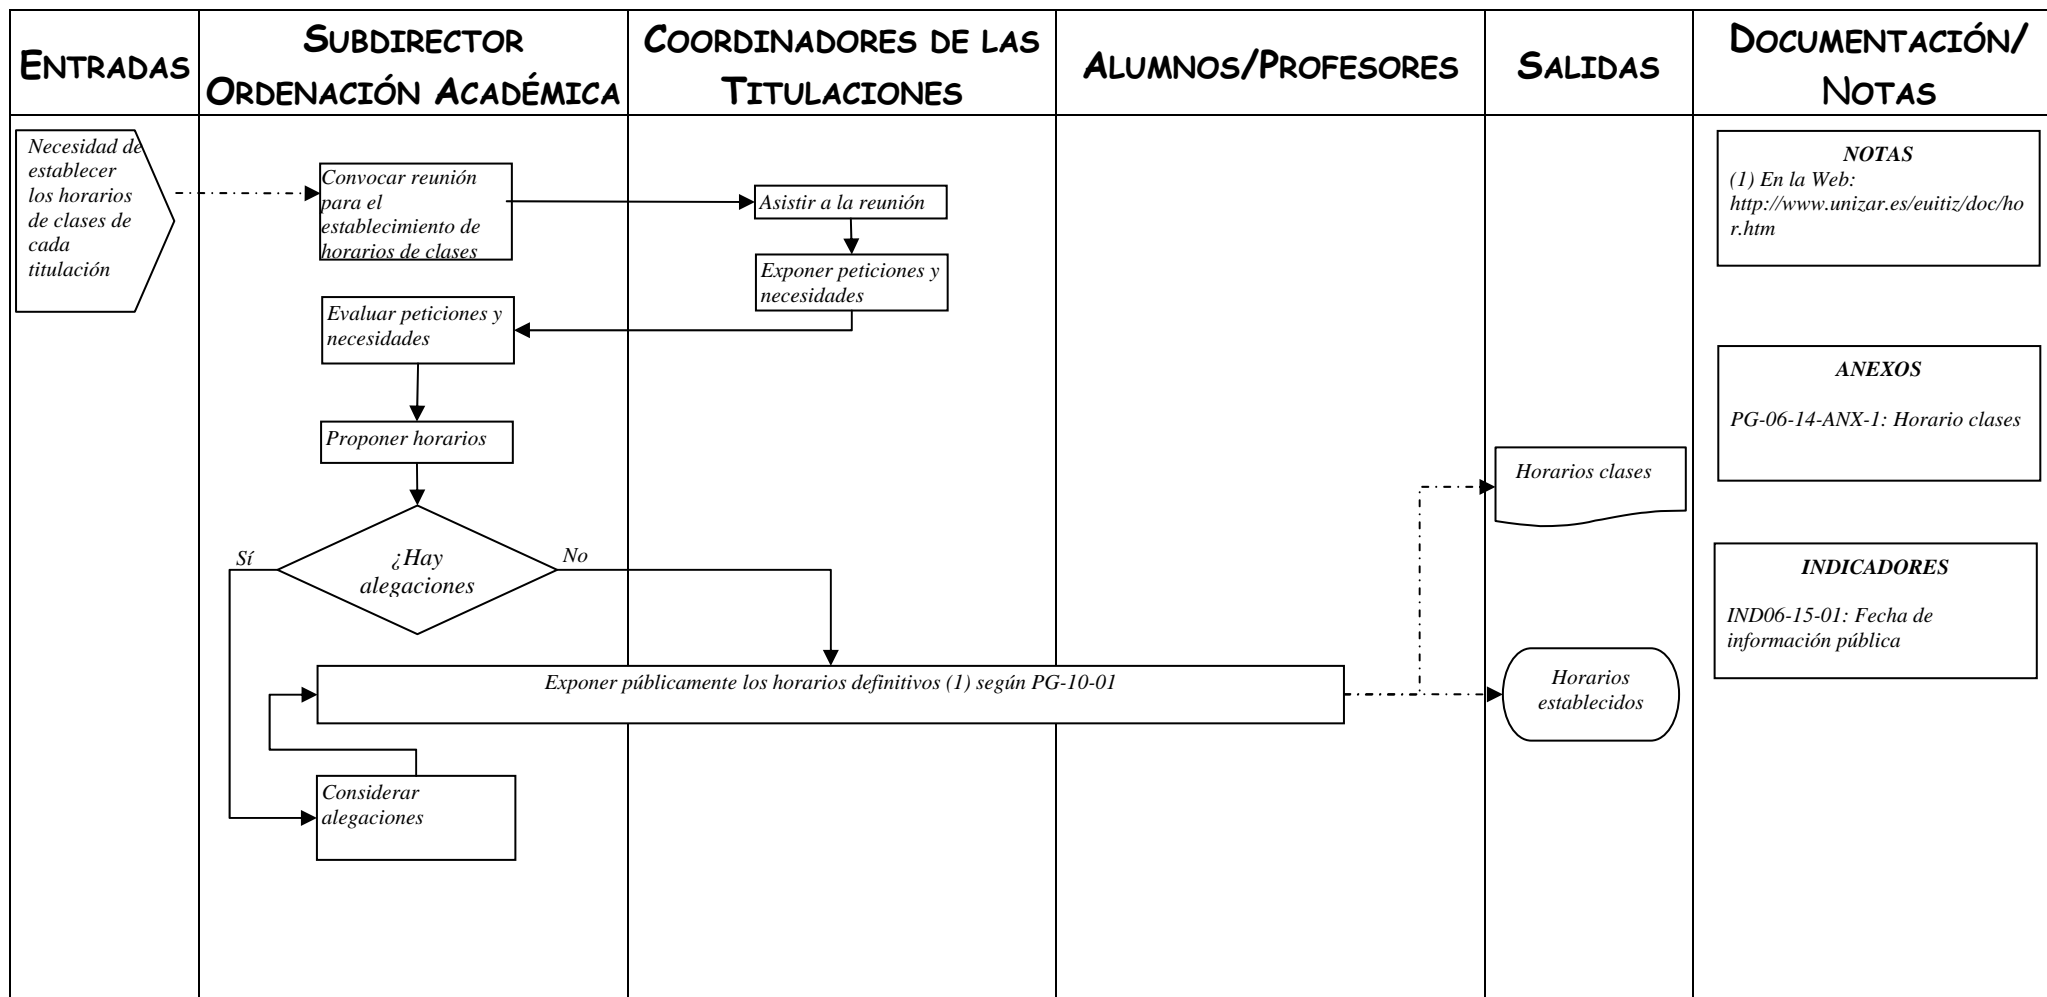 ENTRADAS
SUBDIRECTOR
ORDENACIÓN ACADÉMICA
COORDINADORES DE LAS
TITULACIONES
ALUMNOS/PROFESORES
SALIDAS
DOCUMENTACIÓN/
NOTAS
Necesidad de
establecer
los horarios
de clases de
cada
titulación
Convocar reunión
para el
establecimiento de
horarios de clases
Asistir a la reunión
Exponer peticiones y
necesidades
Evaluar peticiones y
necesidades
Proponer horarios
¿Hay
alegaciones
Sí
No
Exponer públicamente los horarios definitivos (1) según PG-10-01
Considerar
alegaciones
Horarios clases
Horarios
establecidos
NOTAS
(1) En la Web:
http://www.unizar.es/euitiz/doc/ho
r.htm
ANEXOS
PG-06-14-ANX-1: Horario clases
INDICADORES
IND06-15-01: Fecha de
información pública